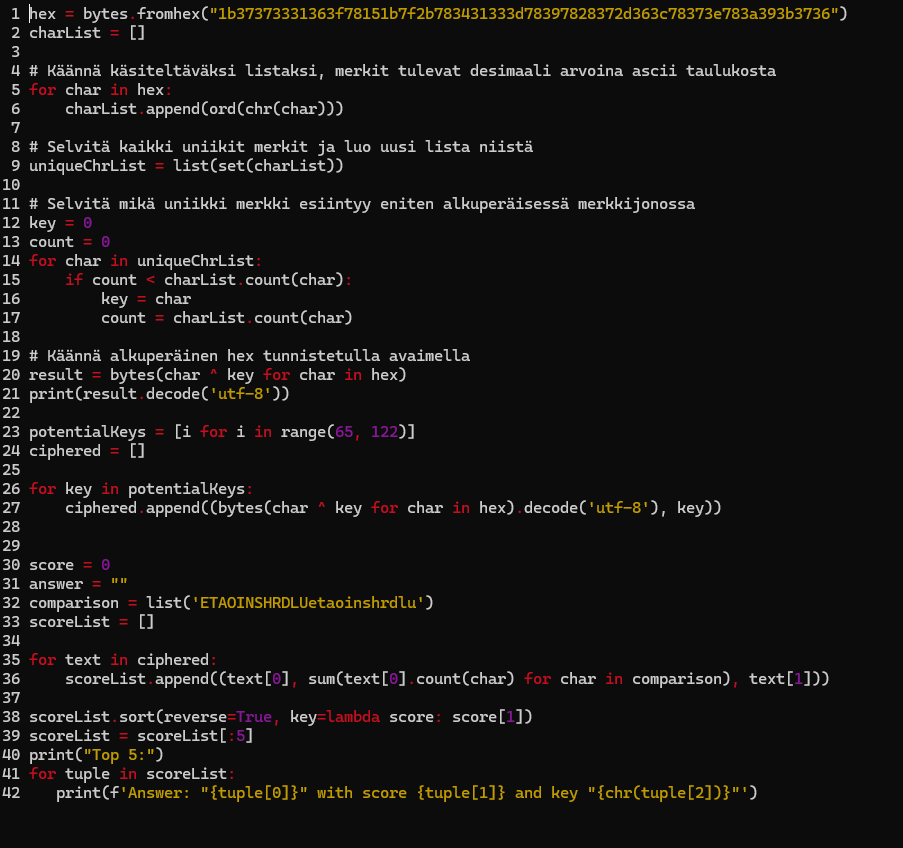 1 hex = bytes.fromhex("1b37373331363f78151b7f2b783431333d78397828372d363c78373e783a393b3736")
2 charList = []
3
4 # Käännä käsiteltäväksi listaksi, merkit tulevat desimaali arvoina ascii taulukosta
5 for char in hex:
6     charList.append(ord(chr(char)))
7
8 # Selvitä kaikki uniikit merkit ja luo uusi lista niistä
9 uniqueChrList = list(set(charList))
10
11 # Selvitä mikä uniikki merkki esiintyy eniten alkuperäisessä merkkijonossa
12 key = 0
13 count = 0
14 for char in uniqueChrList:
15     if count < charList.count(char):
16         key = char
17         count = charList.count(char)
18
19 # Käännä alkuperäinen hex tunnistetulla avaimella
20 result = bytes(char ^ key for char in hex)
21 print(result.decode('utf-8'))
22
23 potentialKeys = [i for i in range(65, 122)]
24 ciphered = []
25
26 for key in potentialKeys:
27     ciphered.append((bytes(char ^ key for char in hex).decode('utf-8'), key))
28
29
30 score = 0
31 answer = ""
32 comparison = list('ETAOINSHRDLUetaoinshrdlu')
33 scoreList = []
34
35 for text in ciphered:
36     scoreList.append((text[0], sum(text[0].count(char) for char in comparison), text[1]))
37
38 scoreList.sort(reverse=True, key=lambda score: score[1])
39 scoreList = scoreList[:5]
40 print("Top 5:")
41 for tuple in scoreList:
42    print(f'Answer: "{tuple[0]}" with score {tuple[1]} and key "{chr(tuple[2])}"')